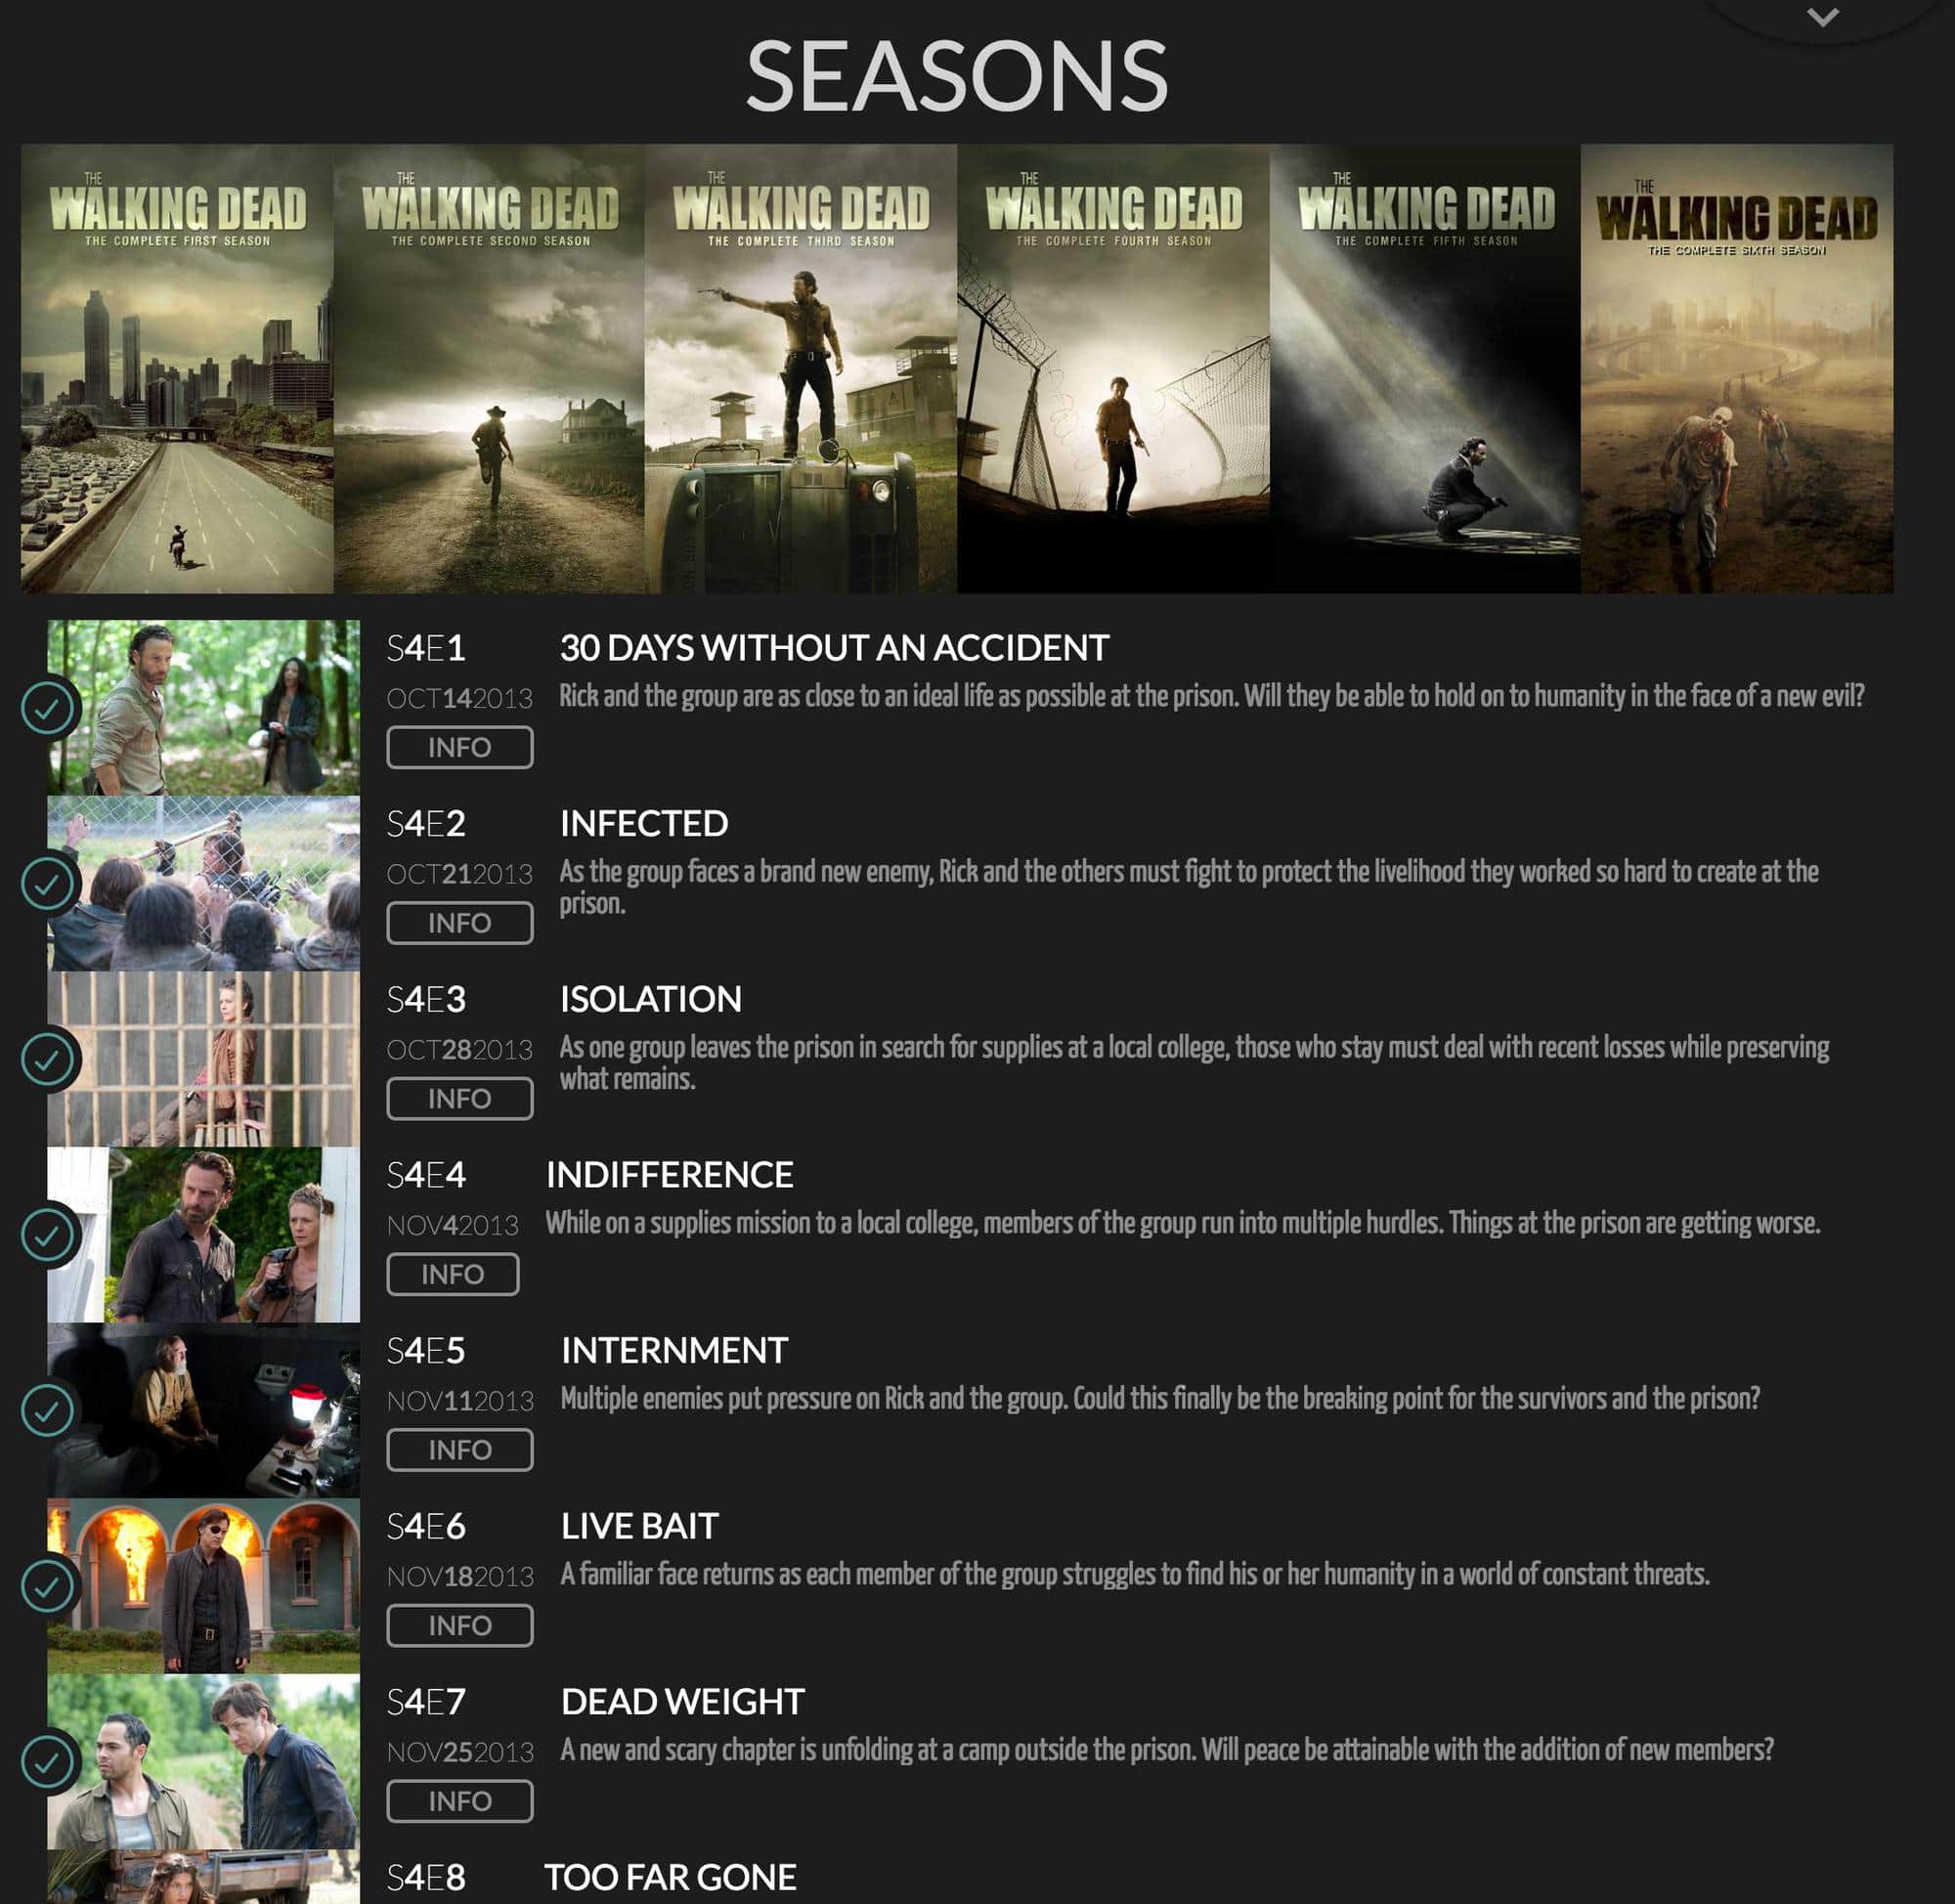 SEASONS
THE
WALKING DEAD
THE COMPLETE FIRST SEASON
THE
WALKING DEAD
THE COMPLETE SECOND SEASON
THE
WALKING DEAD
THE COMPLETE THIRD SEASON
THE
WALKING DEAD
THE COMPLETE FOURTH SEASON
THE
WALKING DEAD
THE COMPLETE FIFTH SEASON
THE
WALKING DEAD
THE COMPLETE SIXTH SEASON
S4E1
30 DAYS WITHOUT AN ACCIDENT
OCT142013
Rick and the group are as close to an ideal life as possible at the prison. Will they be able to hold on to humanity in the face of a new evil?
INFO
S4E2
INFECTED
OCT212013
As the group faces a brand new enemy, Rick and the others must fight to protect the livelihood they worked so hard to create at the
prison.
INFO
S4E3
ISOLATION
OCT282013
As one group leaves the prison in search for supplies at a local college, those who stay must deal with recent losses while preserving
what remains.
INFO
S4E4
INDIFFERENCE
NOV42013
While on a supplies mission to a local college, members of the group run into multiple hurdles. Things at the prison are getting worse.
INFO
S4E5
INTERNMENT
NOV112013
Multiple enemies put pressure on Rick and the group. Could this finally be the breaking point for the survivors and the prison?
INFO
S4E6
LIVE BAIT
NOV182013
A familiar face returns as each member of the group struggles to find his or her humanity in a world of constant threats.
INFO
S4E7
DEAD WEIGHT
NOV252013
A new and scary chapter is unfolding at a camp outside the prison. Will peace be attainable with the addition of new members?
INFO
S4E8
TOO FAR GONE